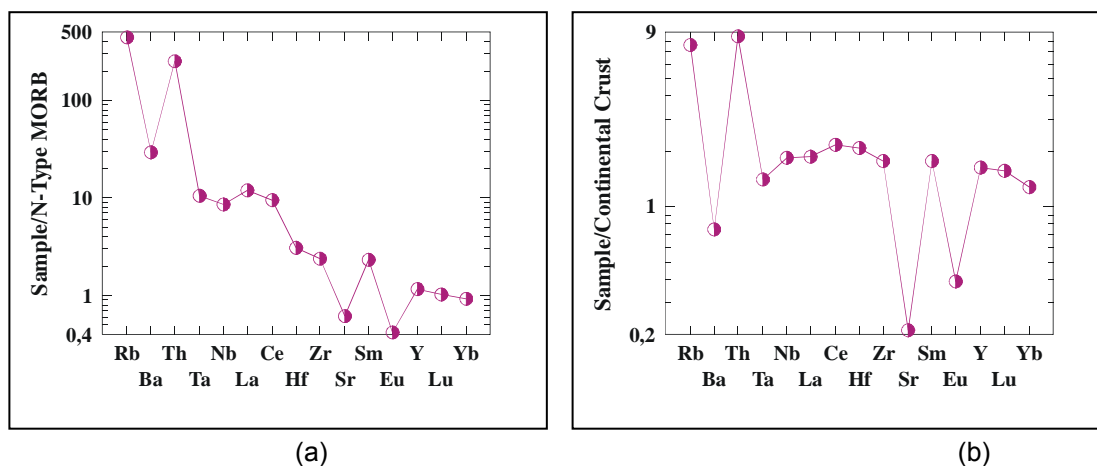 Sample/N-Type MORB
500
100
10
1
0,4
Rb Th Nb Ce Zr Sm Y Yb
Ba Ta La Hf Sr Eu Lu
(a)
Sample/Continental Crust
9
1
0,2
Rb Th Nb Ce Zr Sm Y Yb
Ba Ta La Hf Sr Eu Lu
(b)